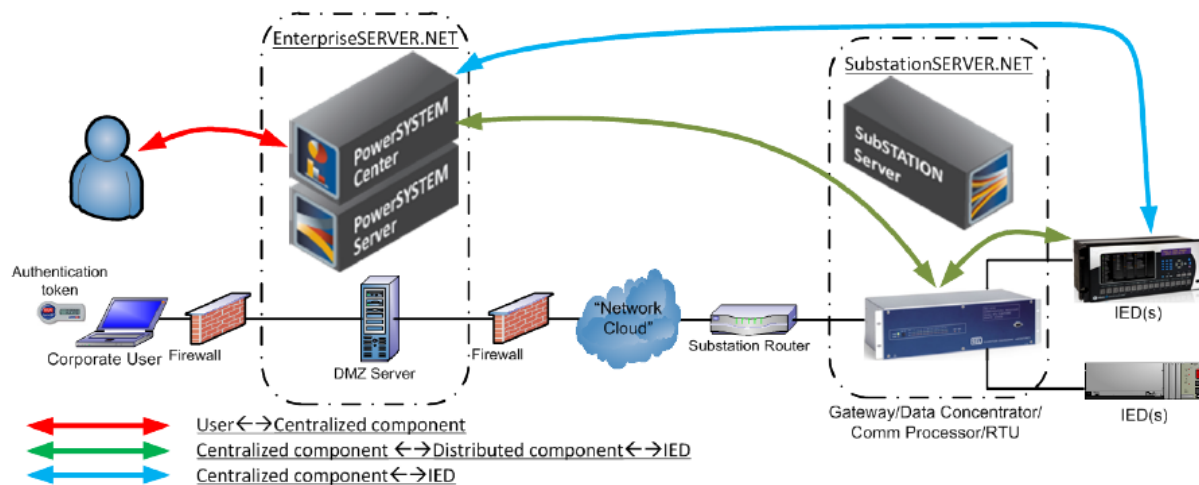 EnterpriseSERVER.NET
SubstationSERVER.NET
PowerSYSTEM
Center
PowerSYSTEM
Server
SubSTATION
Server
Authentication
token
Corporate User
Firewall
DMZ Server
Firewall
"Network
Cloud"
Substation Router
Gateway/Data Concentrator/
Comm Processor/RTU
IED(s)
IED(s)
User←→Centralized component
Centralized component ←→Distributed component←→IED
Centralized component←→IED